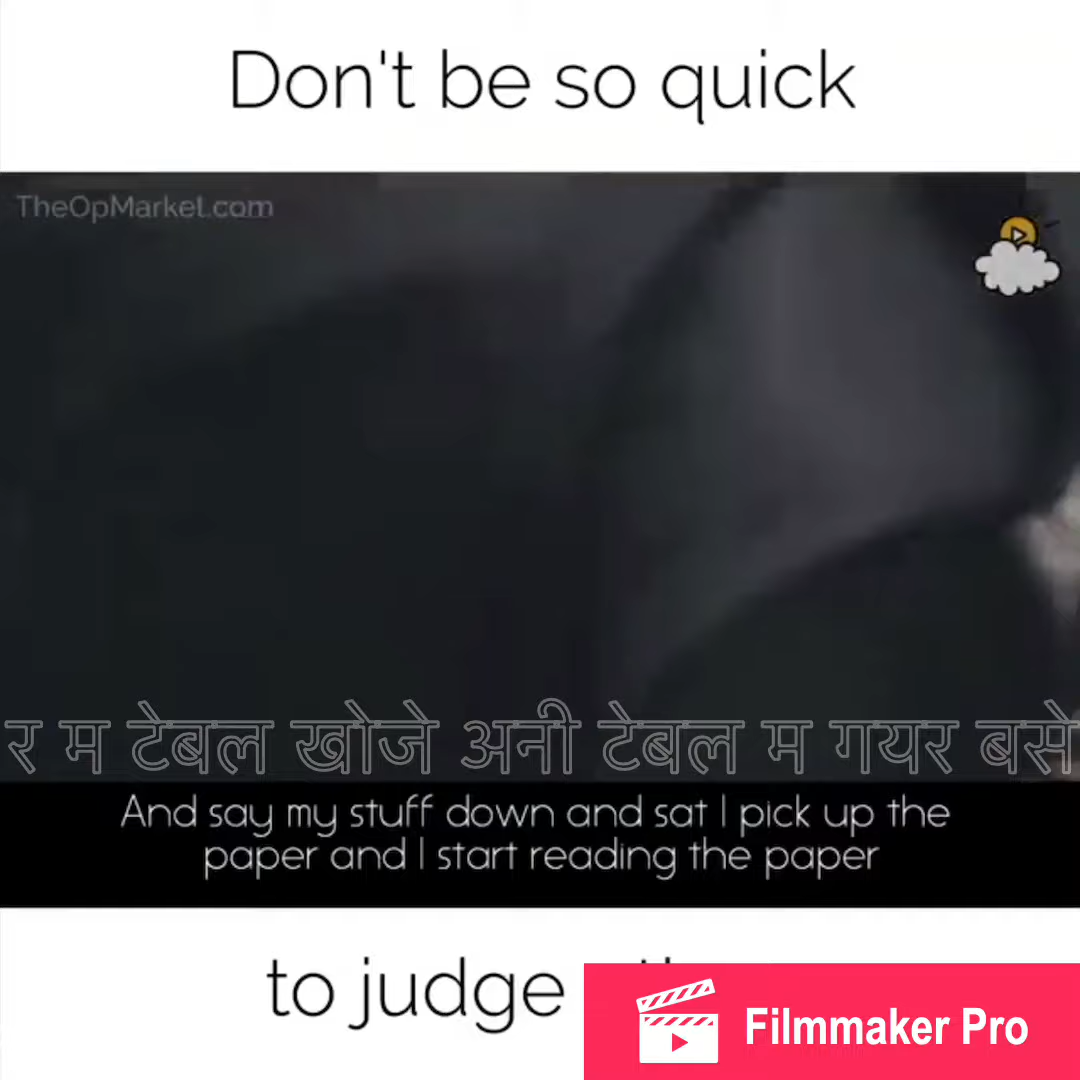 Don't be so quick
TheOpMarket.com
र म टेबल खोजे अनी टेबल म गयर बसे
And say my stuff down and sat I pick up the
paper and I start reading the paper
to judge
Filmmaker Pro